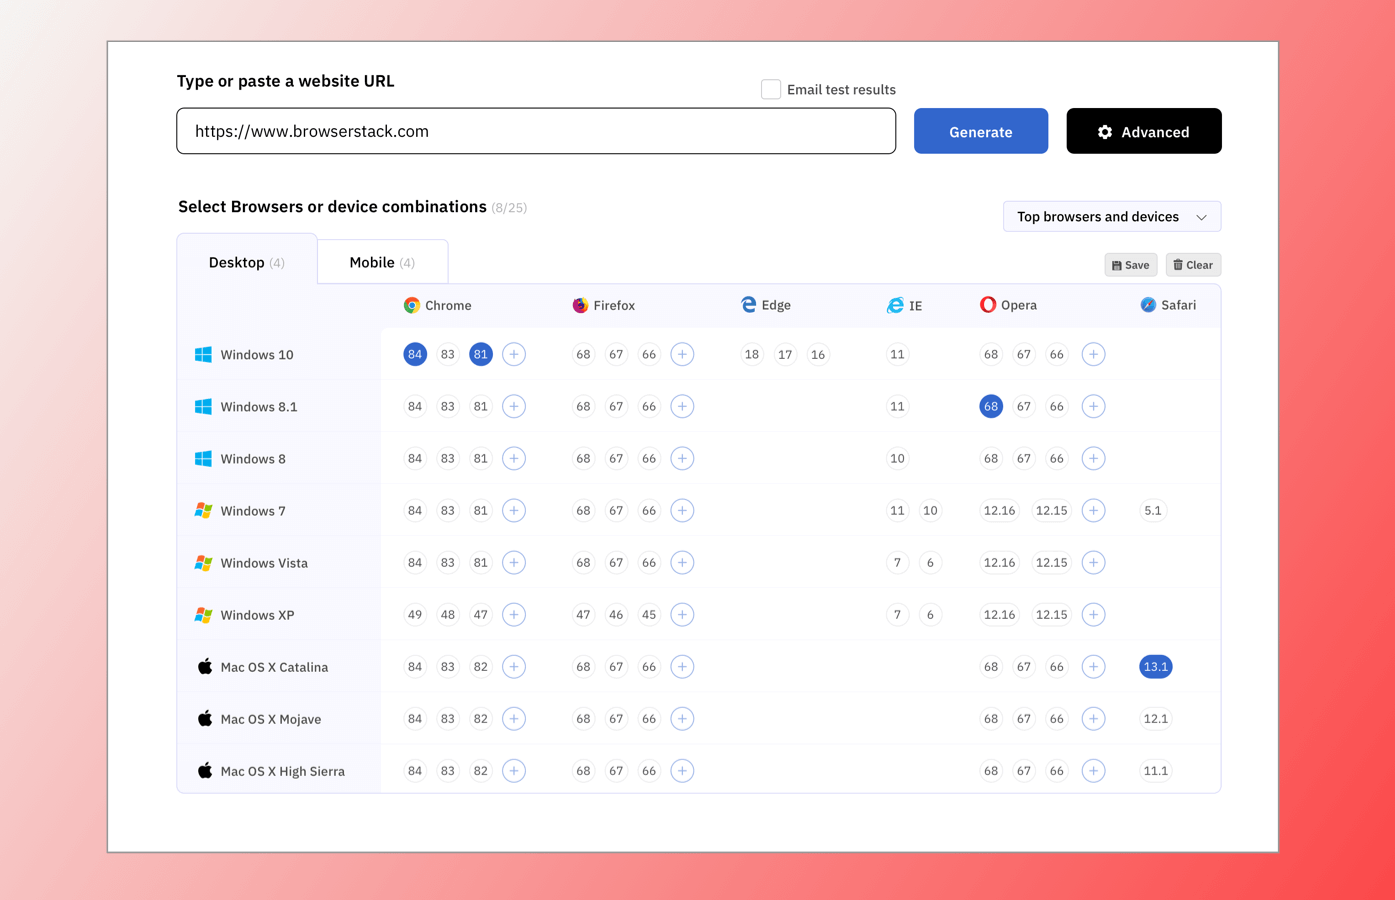 Type or paste a website URL
Email test results
https://www.browserstack.com
Generate
Advanced
Select Browsers or device combinations (8/25)
Top browsers and devices
Desktop (4)
Mobile (4)
Save
Clear
Chrome Firefox Edge IE Opera Safari
Windows 10 84 83 81 + 68 67 66 + 18 17 16 11 68 67 66 +
Windows 8.1 84 83 81 + 68 67 66 + 11 68 67 66 +
Windows 8 84 83 81 + 68 67 66 + 10 68 67 66 +
Windows 7 84 83 81 + 68 67 66 + 11 10 12.16 12.15 + 5.1
Windows Vista 84 83 81 + 68 67 66 + 7 6 12.16 12.15 +
Windows XP 49 48 47 + 47 46 45 + 7 6 12.16 12.15 +
Mac OS X Catalina 84 83 82 + 68 67 66 + 68 67 66 + 13.1
Mac OS X Mojave 84 83 82 + 68 67 66 + 68 67 66 + 12.1
Mac OS X High Sierra 84 83 82 + 68 67 66 + 68 67 66 + 11.1